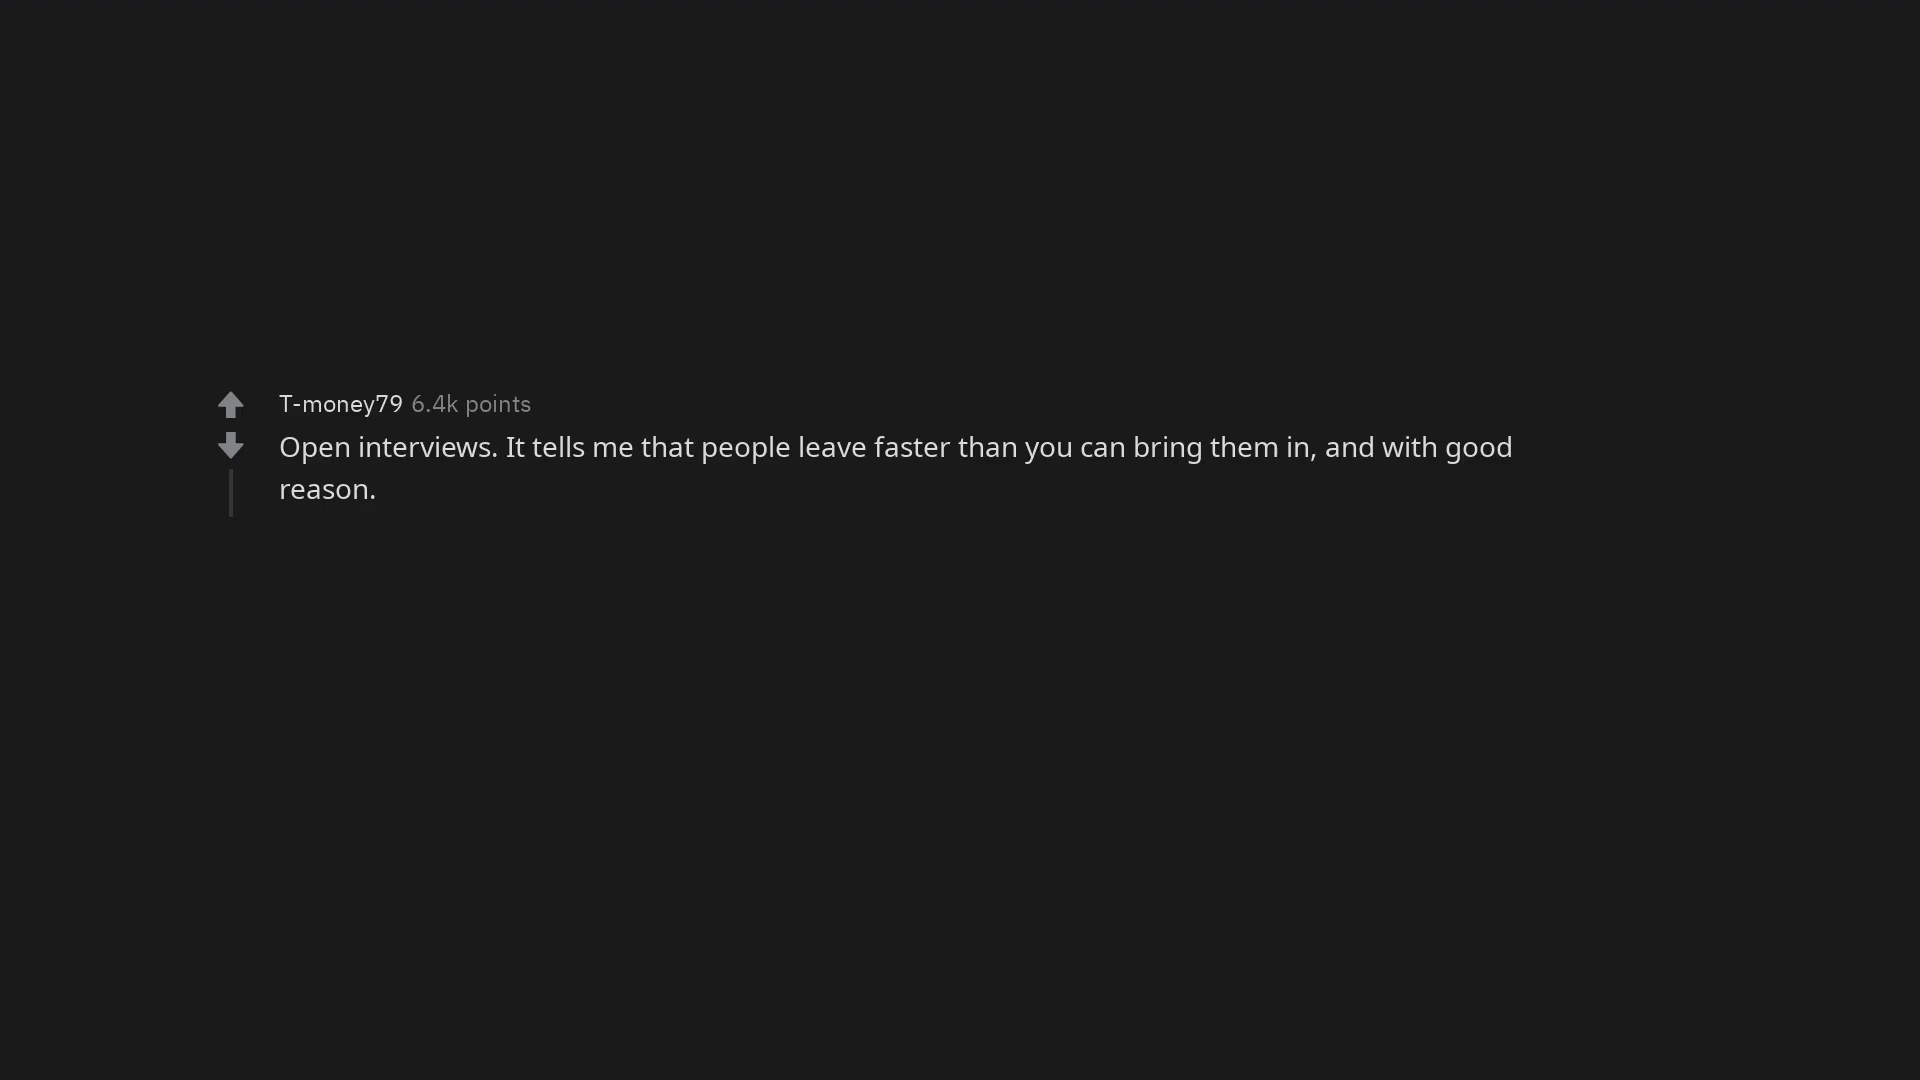 T-money79 6.4k points
Open interviews. It tells me that people leave faster than you can bring them in, and with good
reason.